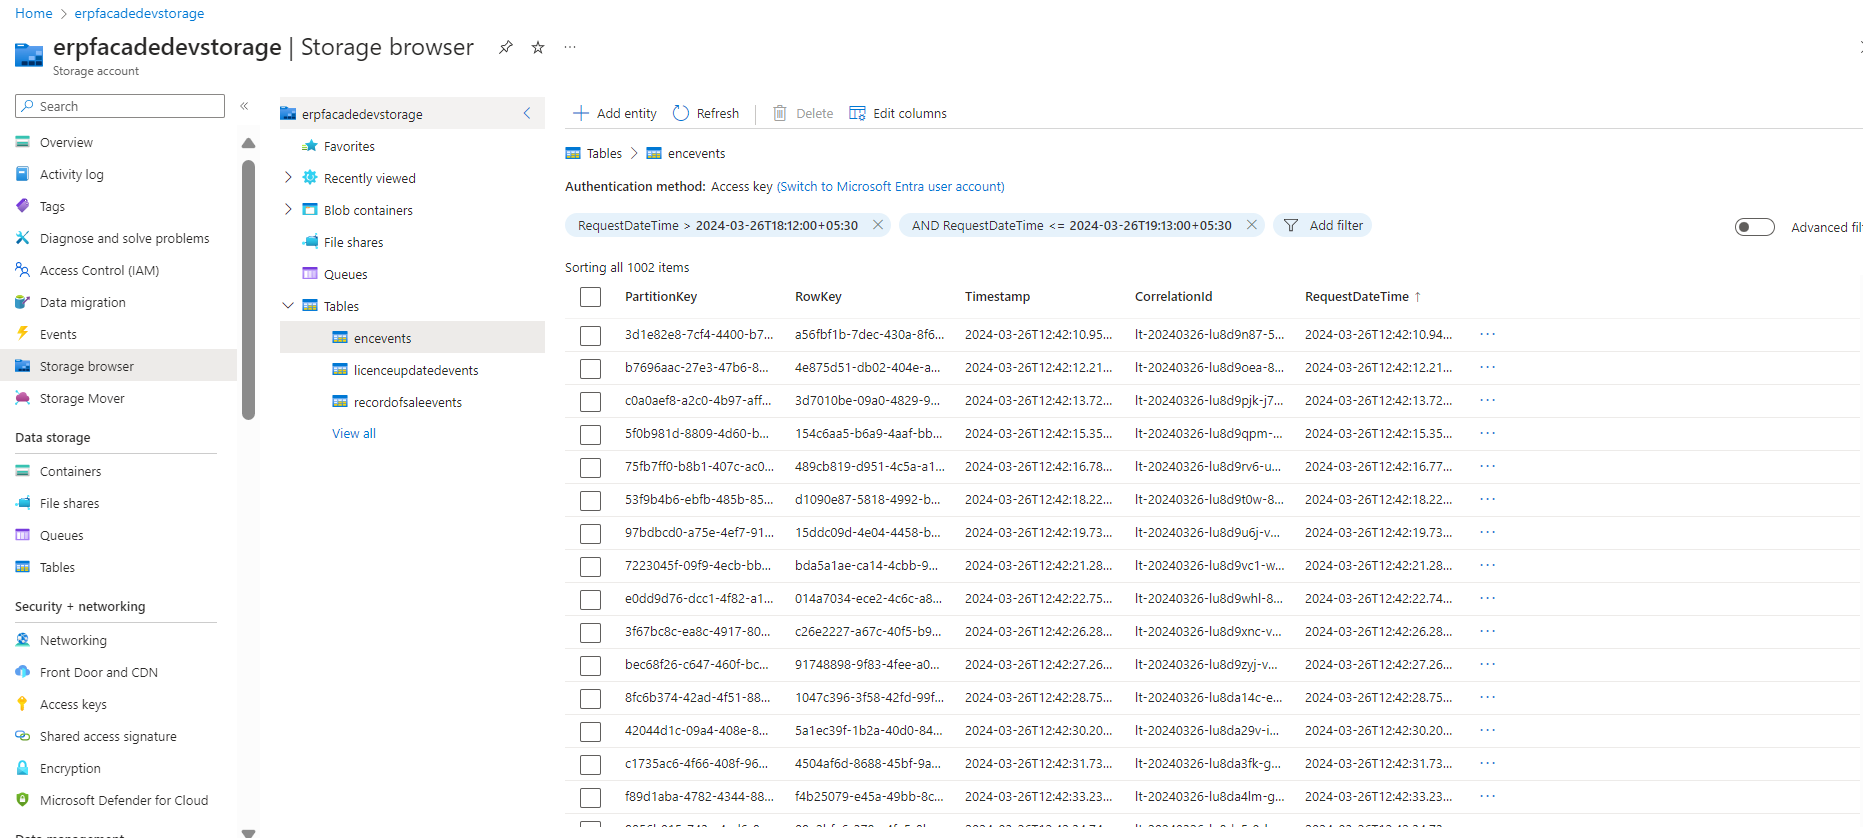 Home > erpfacadedevstorage
erpfacadedevstorage | Storage browser
Storage account
Search
Overview
Activity log
Tags
Diagnose and solve problems
Access Control (IAM)
Data migration
Events
Storage browser
Storage Mover
Data storage
Containers
File shares
Queues
Tables
Security + networking
Networking
Front Door and CDN
Access keys
Shared access signature
Encryption
Microsoft Defender for Cloud
erpfacadedevstorage
Favorites
Recently viewed
Blob containers
File shares
Queues
Tables
encevents
licenceupdatedevents
recordofsaleevents
View all
Add entity Refresh Delete Edit columns
Tables > encevents
Authentication method: Access key (Switch to Microsoft Entra user account)
RequestDateTime > 2024-03-26T18:12:00+05:30 AND RequestDateTime <= 2024-03-26T19:13:00+05:30 Add filter Advanced fil
Sorting all 1002 items
PartitionKey RowKey Timestamp CorrelationId RequestDateTime ↑
3d1e82e8-7cf4-4400-b7... a56fbf1b-7dec-430a-8f6... 2024-03-26T12:42:10.95... lt-20240326-lu8d9n87-5... 2024-03-26T12:42:10.94...
b7696aac-27e3-47b6-8... 4e875d51-db02-404e-a... 2024-03-26T12:42:12.21... lt-20240326-lu8d9oea-8... 2024-03-26T12:42:12.21...
c0a0aef8-a2c0-4b97-aff... 3d7010be-09a0-4829-9... 2024-03-26T12:42:13.72... lt-20240326-lu8d9pjk-j7... 2024-03-26T12:42:13.72...
5f0b981d-8809-4d60-b... 154c6aa5-b6a9-4aaf-bb... 2024-03-26T12:42:15.35... lt-20240326-lu8d9qpm-... 2024-03-26T12:42:15.35...
75fb7ff0-b8b1-407c-ac0... 489cb819-d951-4c5a-a1... 2024-03-26T12:42:16.78... lt-20240326-lu8d9rv6-u... 2024-03-26T12:42:16.77...
53f9b4b6-ebfb-485b-85... d1090e87-5818-4992-b... 2024-03-26T12:42:18.22... lt-20240326-lu8d9t0w-8... 2024-03-26T12:42:18.22...
97bdbcd0-a75e-4ef7-91... 15ddc09d-4e04-4458-b... 2024-03-26T12:42:19.73... lt-20240326-lu8d9u6j-v... 2024-03-26T12:42:19.73...
7223045f-09f9-4ecb-bb... bda5a1ae-ca14-4cbb-9... 2024-03-26T12:42:21.28... lt-20240326-lu8d9vc1-w... 2024-03-26T12:42:21.28...
e0dd9d76-dcc1-4f82-a1... 014a7034-ece2-4c6c-a8... 2024-03-26T12:42:22.75... lt-20240326-lu8d9whl-8... 2024-03-26T12:42:22.74...
3f67bc8c-ea8c-4917-80... c26e2227-a67c-40f5-b9... 2024-03-26T12:42:26.28... lt-20240326-lu8d9xnc-v... 2024-03-26T12:42:26.28...
bec68f26-c647-460f-bc... 91748898-9f83-4fee-a0... 2024-03-26T12:42:27.26... lt-20240326-lu8d9zyj-v... 2024-03-26T12:42:27.26...
8fc6b374-42ad-4f51-88... 1047c396-3f58-42fd-99f... 2024-03-26T12:42:28.75... lt-20240326-lu8da14c-e... 2024-03-26T12:42:28.75...
42044d1c-09a4-408e-8... 5a1ec39f-1b2a-40d0-84... 2024-03-26T12:42:30.20... lt-20240326-lu8da29v-i... 2024-03-26T12:42:30.20...
c1735ac6-4f66-408f-96... 4504af6d-8688-45bf-9a... 2024-03-26T12:42:31.73... lt-20240326-lu8da3fk-g... 2024-03-26T12:42:31.73...
f89d1aba-4782-4344-88... f4b25079-e45a-49bb-8c... 2024-03-26T12:42:33.23... lt-20240326-lu8da4lm-g... 2024-03-26T12:42:33.23...